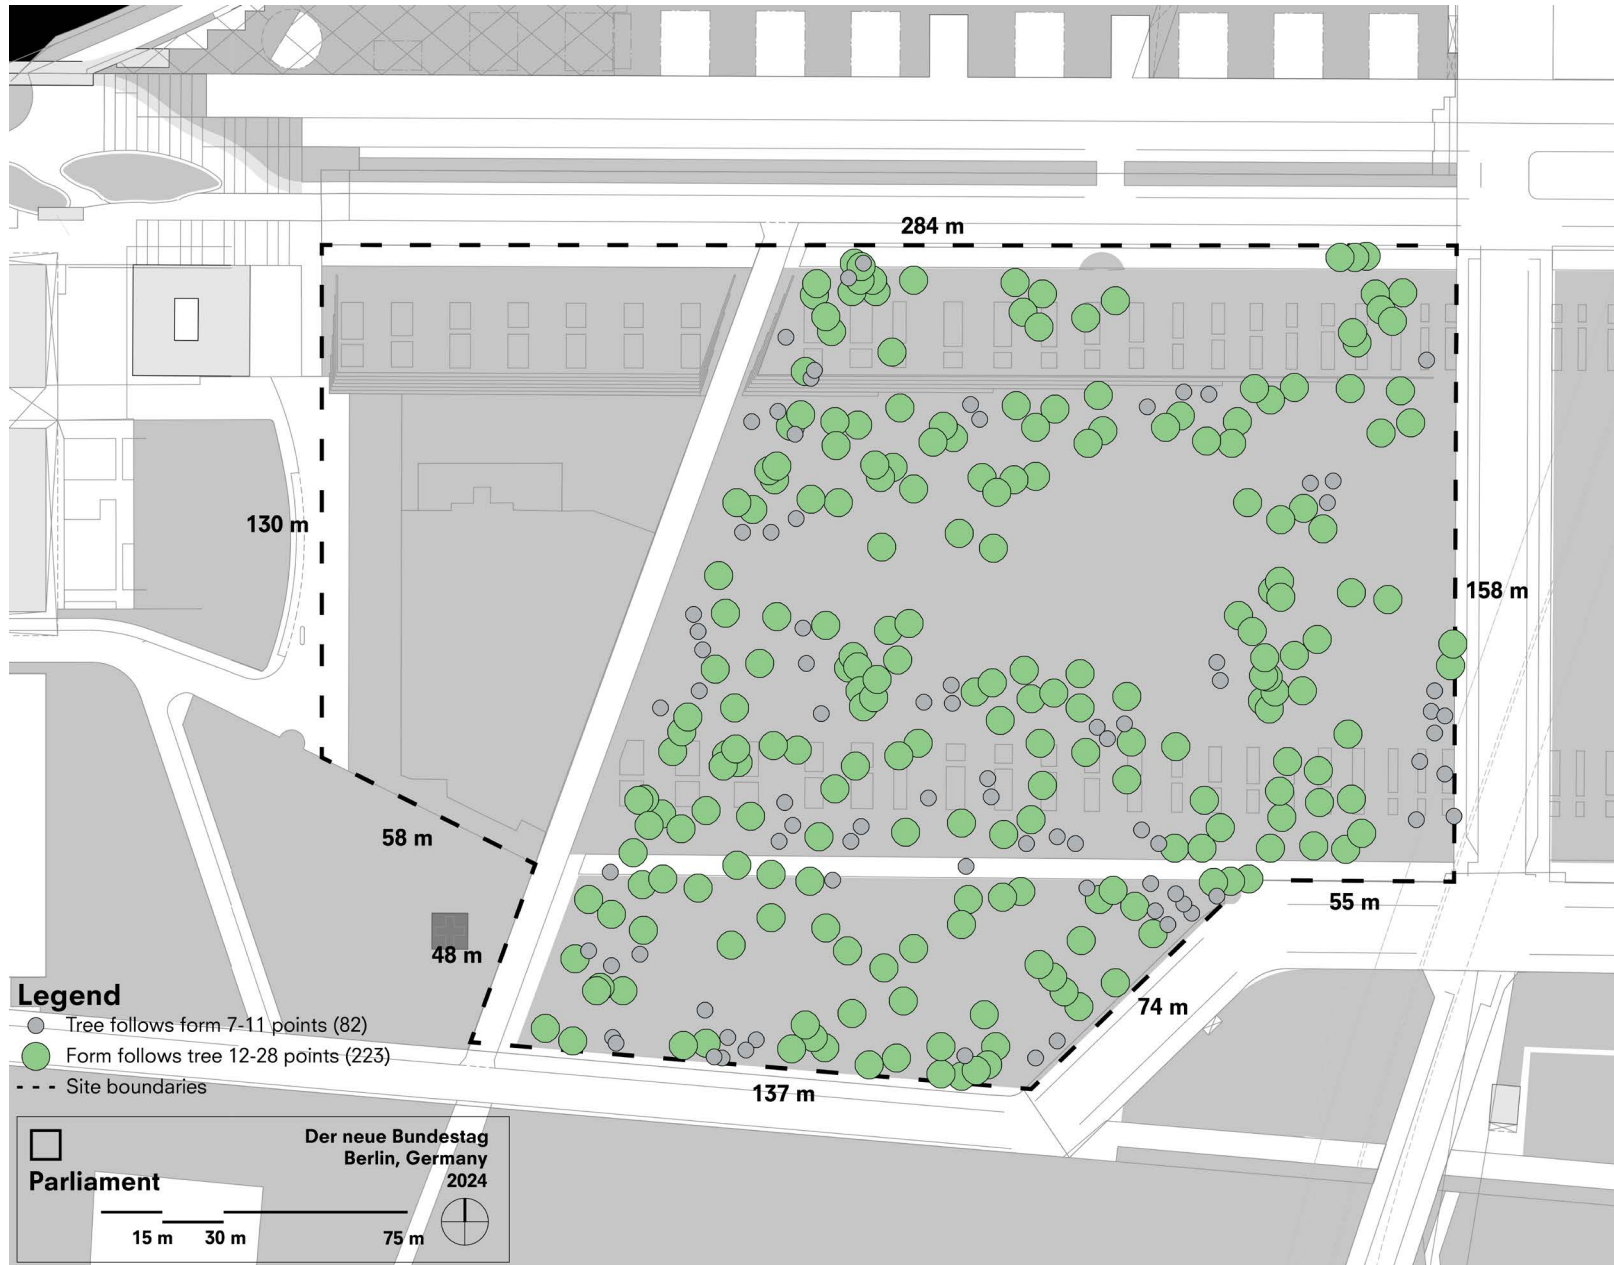 284 m
130 m
158 m
58 m
55 m
48 m
Legend
Tree follows form 7-11 points (82)
Form follows tree 12-28 points (223)
Site boundaries
74 m
137 m
Der neue Bundestag
Berlin, Germany
2024
Parliament
15 m 30 m 75 m